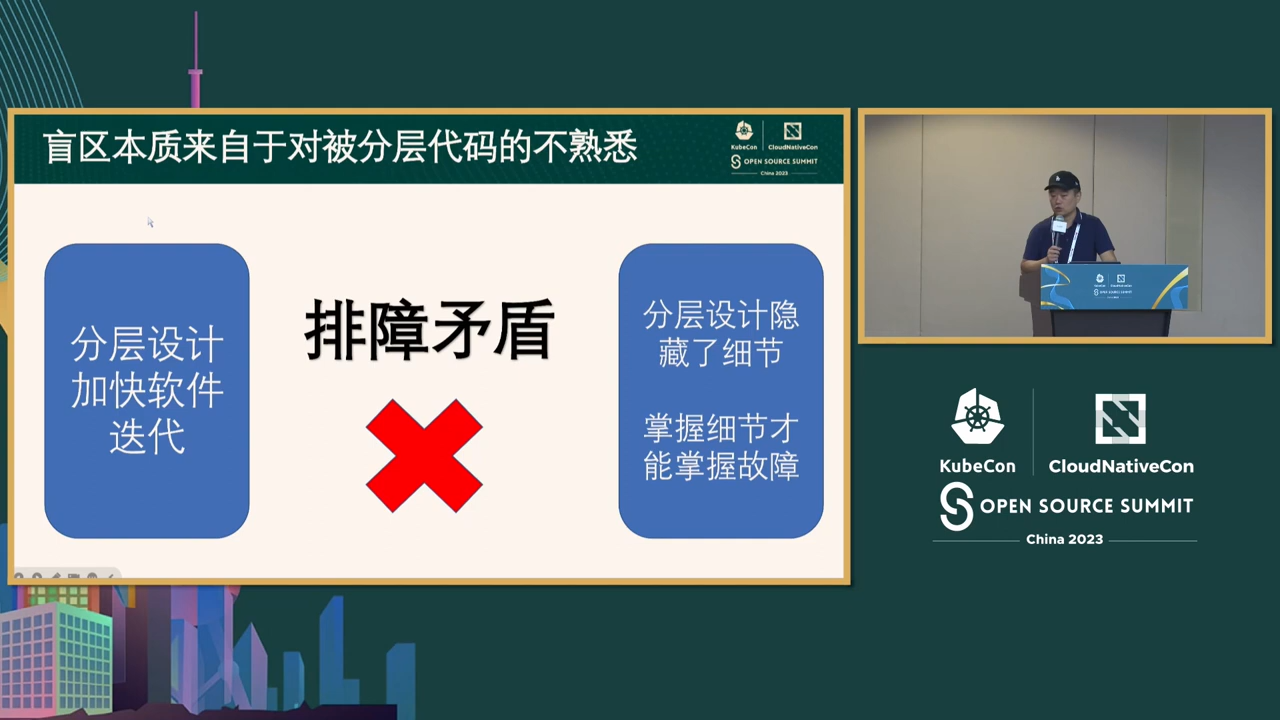 盲区本质来自于对被分层代码的不熟悉
KubeCon
CloudNativeCon
OPEN SOURCE SUMMIT
China 2023
分层设计
加快软件
迭代
排障矛盾
分层设计隐
藏了细节
掌握细节才
能掌握故障
KubeCon
CloudNativeCon
OPEN SOURCE SUMMIT
China 2023